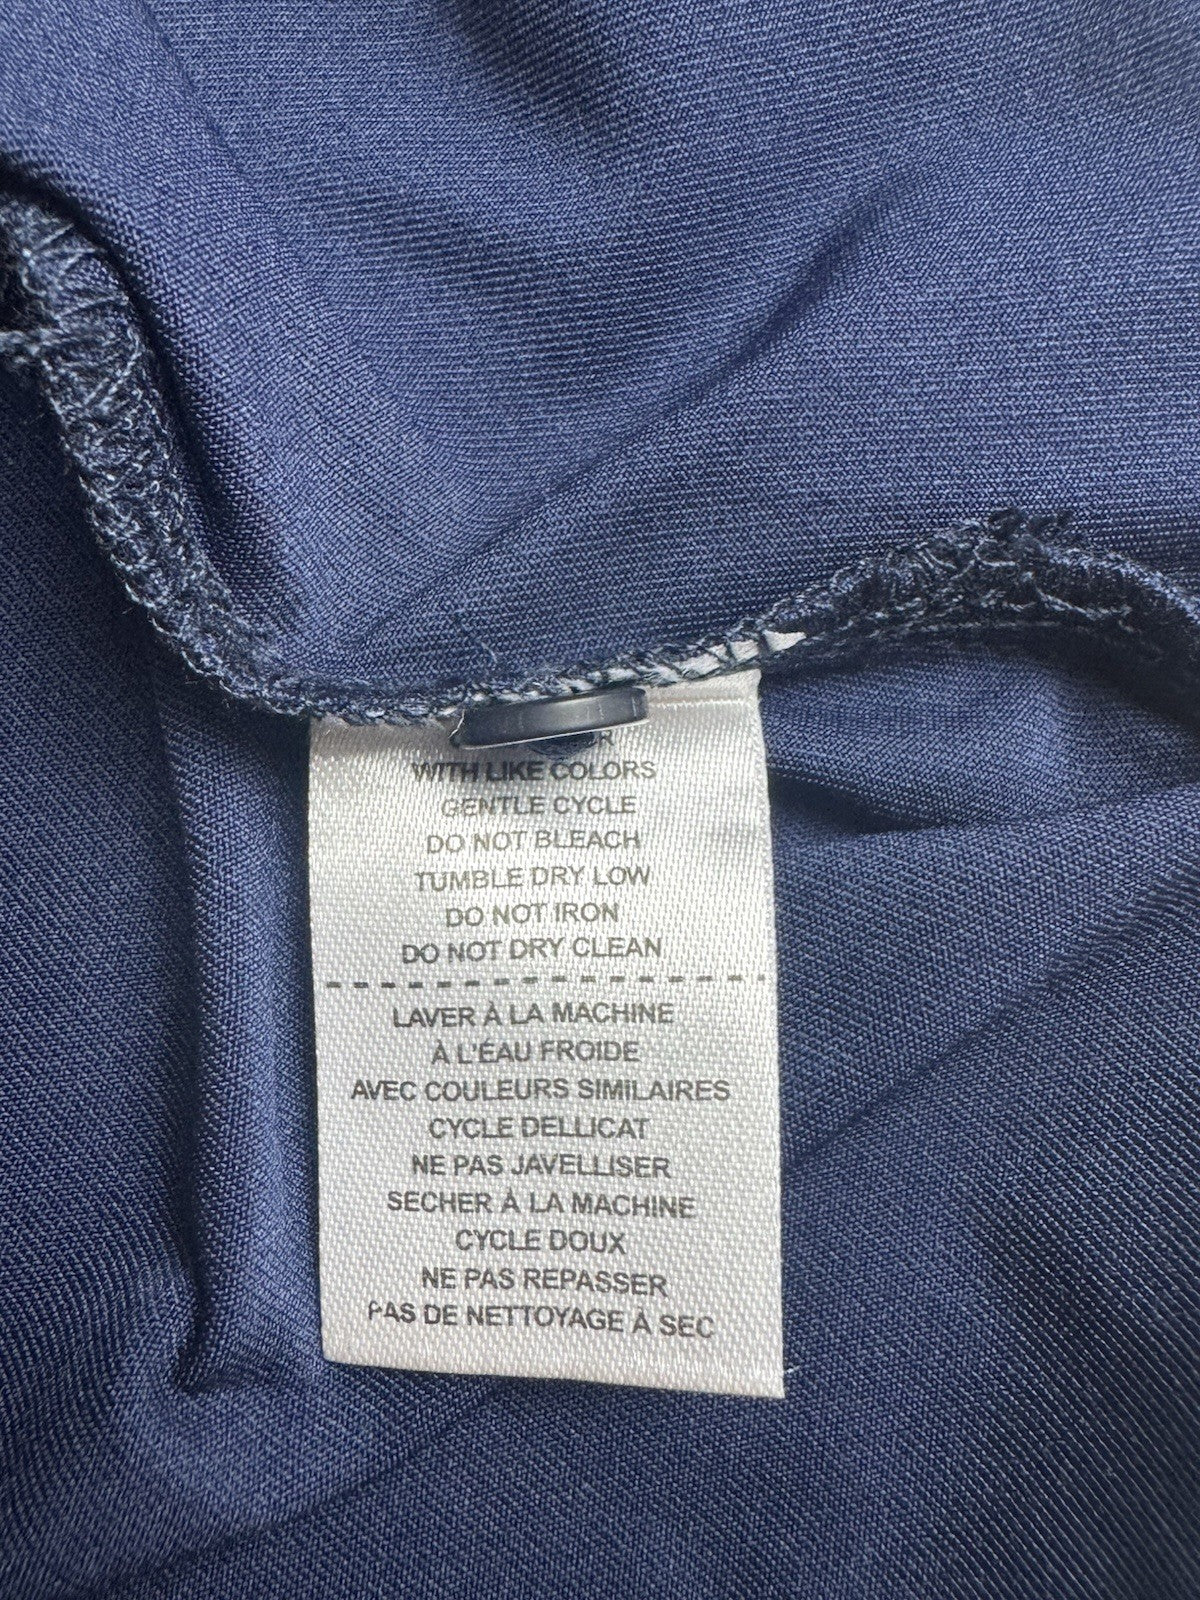 WITH LIKE COLORS
GENTLE CYCLE
DO NOT BLEACH
TUMBLE DRY LOW
DO NOT IRON
DO NOT DRY CLEAN
LAVER À LA MACHINE
À L'ÉAU FROIDE
AVEC COULEURS SIMILAIRES
CYCLE DELLICAT
NE PAS JAVELLISER
SECHER À LA MACHINE
CYCLE DOUX
NE PAS REPASSER
PAS DE NETTOYAGE À SEC